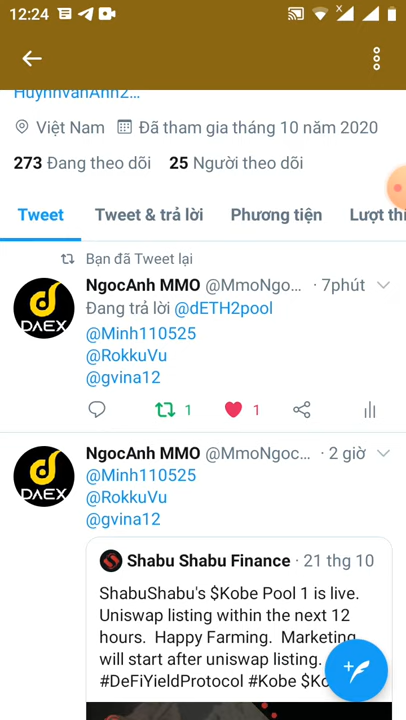 12:24
HuynhVanAnh2...
Việt Nam Đã tham gia tháng 10 năm 2020
273 Đang theo dõi 25 Người theo dõi
Tweet Tweet & trả lời Phương tiện Lượt thí
Bạn đã Tweet lại
NgocAnh MMO @MmoNgo... · 7phút
Đang trả lời @dETH2pool
@Minh110525
@RokkuVu
@gvina12
1 1
DAEX
NgocAnh MMO @MmoNgoc... · 2 giờ
@Minh110525
@RokkuVu
@gvina12
DAEX
Shabu Shabu Finance · 21 thg 10
ShabuShabu's $Kobe Pool 1 is live.
Uniswap listing within the next 12
hours. Happy Farming. Marketing
will start after uniswap listing.
#DeFiYieldProtocol #Kobe $Ko